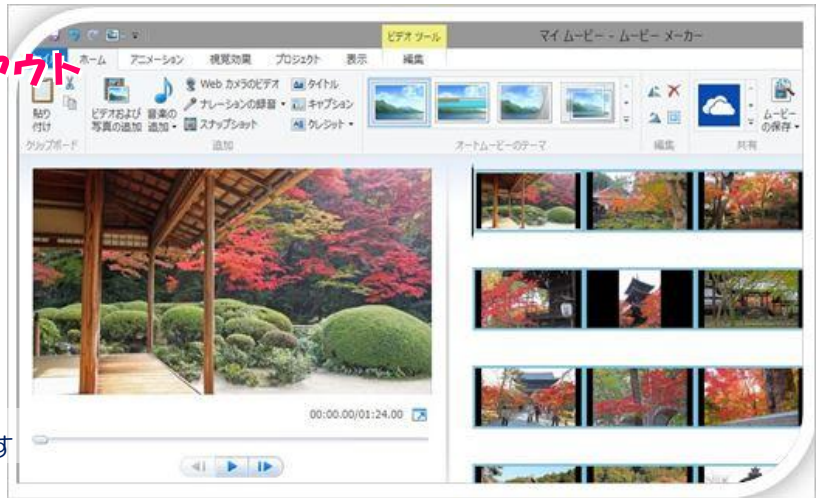 ビデオ ツール
マイ ムービー - ムービー メーカー
アウト
ホーム アニメーション 視覚効果 プロジェクト 表示 編集
貼り付け
ビデオおよび写真の追加
音楽の追加
Web カメラのビデオ
ナレーションの録音
スナップショット
タイトル
キャプション
クレジット
ムービーの保存
クリップボード 追加 オートムービーのテーマ 編集 共有
00:00.00/01:24.00
す